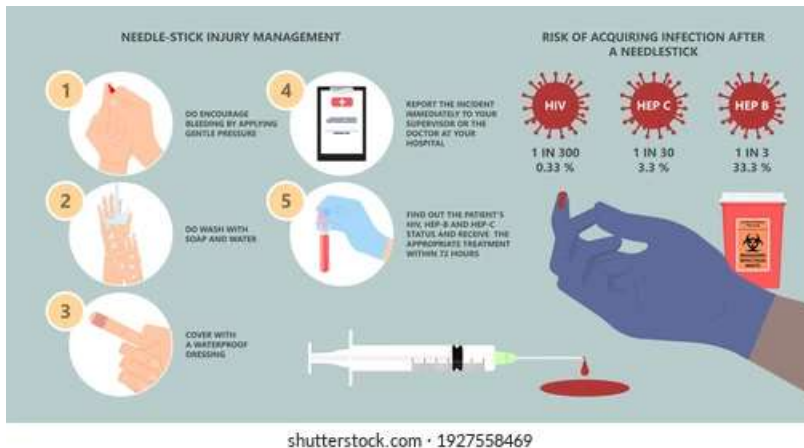 NEEDLE-STICK INJURY MANAGEMENT
1
DO ENCOURAGE
BLEEDING BY APPLYING
GENTLE PRESSURE
2
DO WASH WITH
SOAP AND WATER
3
COVER WITH
A WATERPROOF
DRESSING
4
REPORT THE INCIDENT
IMMEDIATELY TO YOUR
SUPERVISOR OR THE
DOCTOR AT YOUR
HOSPITAL
5
FIND OUT THE PATIENT'S
HIV, HEP-B AND HEP-C
STATUS AND RECEIVE THE
APPROPRIATE TREATMENT
WITHIN 72 HOURS
RISK OF ACQUIRING INFECTION AFTER
A NEEDLESTICK
HIV
1 IN 300
0.33 %
HEP C
1 IN 30
3.3 %
HEP B
1 IN 3
33.3 %
shutterstock.com · 1927558469